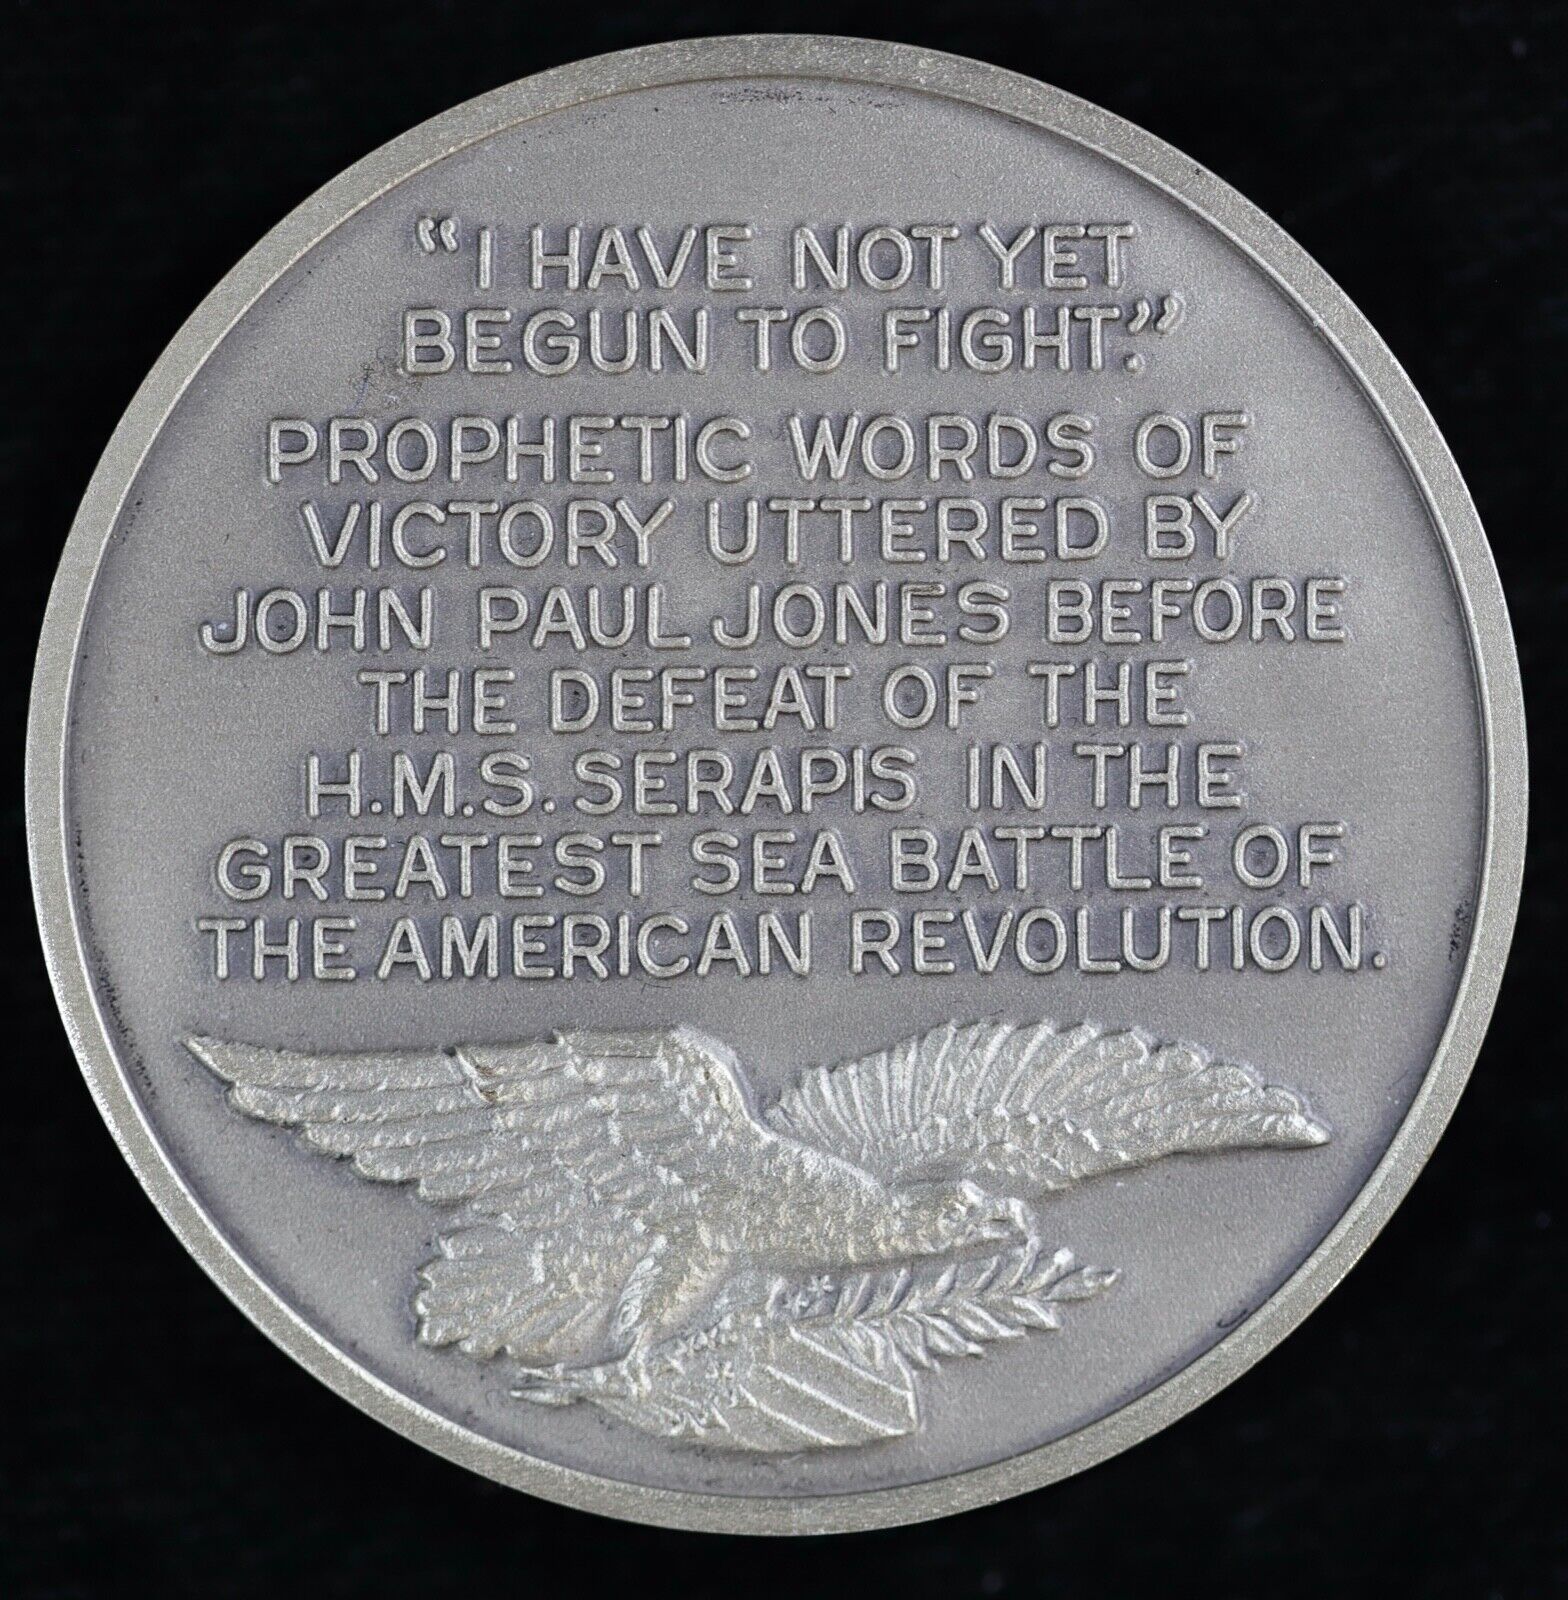 “I HAVE NOT YET
BEGUN TO FIGHT.”
PROPHETIC WORDS OF
VICTORY UTTERED BY
JOHN PAUL JONES BEFORE
THE DEFEAT OF THE
H.M.S. SERAPIS IN THE
GREATEST SEA BATTLE OF
THE AMERICAN REVOLUTION.